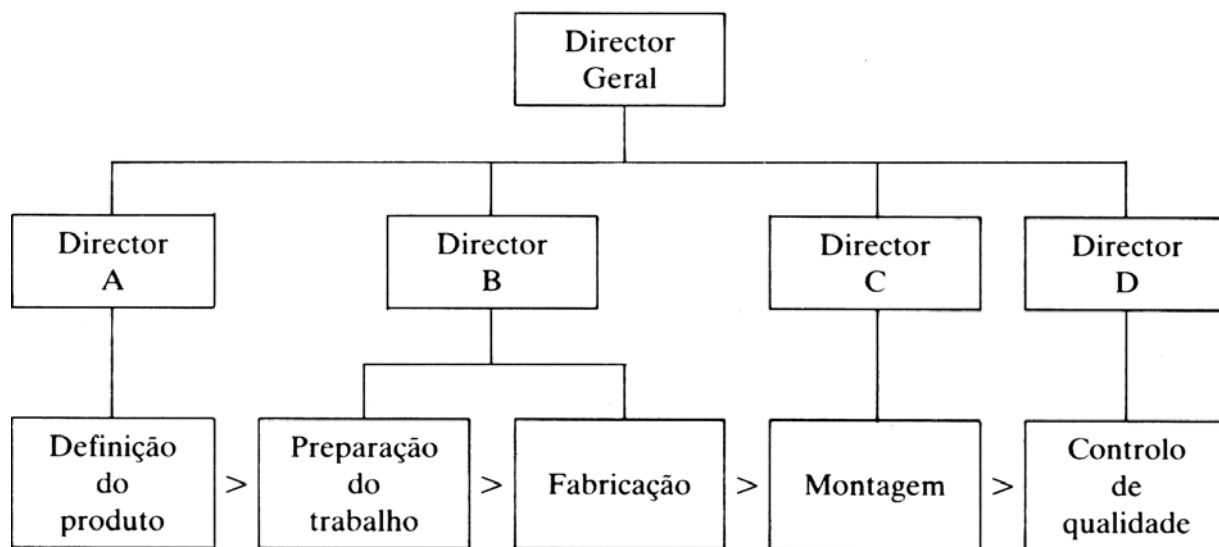 Director
Geral
Director
A
Director
B
Director
C
Director
D
Definição
do
produto
>
Preparação
do
trabalho
>
Fabricação
>
Montagem
>
Controlo
de
qualidade